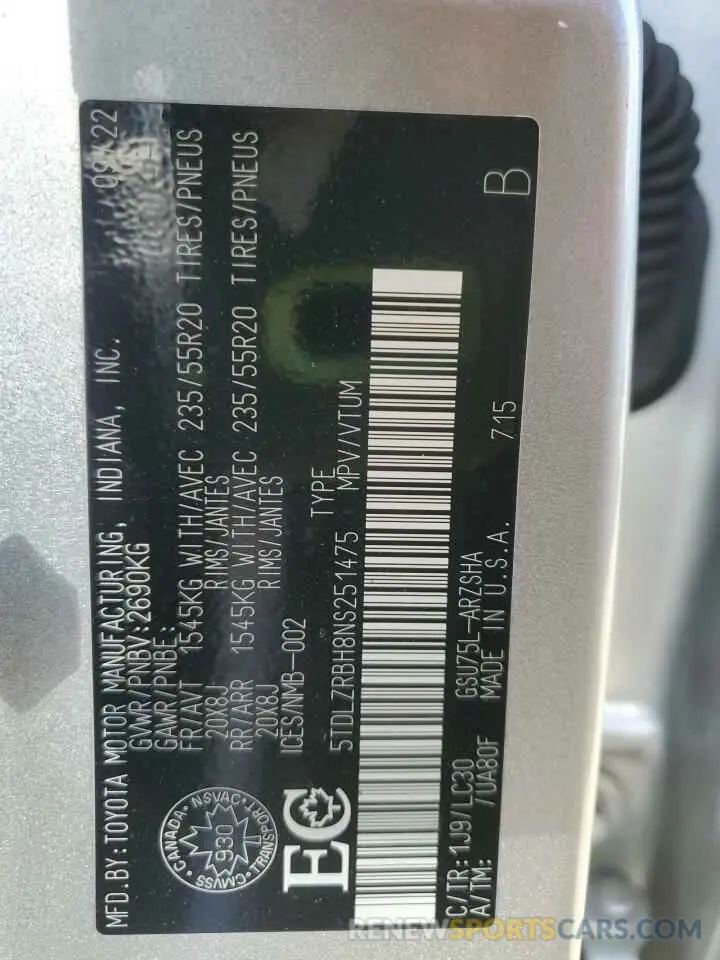 MFD.BY:TOYOTA MOTOR MANUFACTURING, INDIANA, INC. 09/22
GVWR/PNBV:2690KG
GAWR/PNBE:
FR/AVT 1545KG WITH/AVEC 235/55R20 TIRES/PNEUS
20X8J RIMS/JANTES
RR/ARR 1545KG WITH/AVEC 235/55R20 TIRES/PNEUS
20X8J RIMS/JANTES
ICES/NMB-002
CANADA • NSVAC • TRANSPORT • CMVSS •
930
EC
5TDLZRBH8NS251475 TYPE MPV/VTUM
C/TR:1J9/LC30 GSU75L-ARZSHA
A/TM: /UA80F MADE IN U.S.A. 715 B
RENEWSPORTSCARS.COM